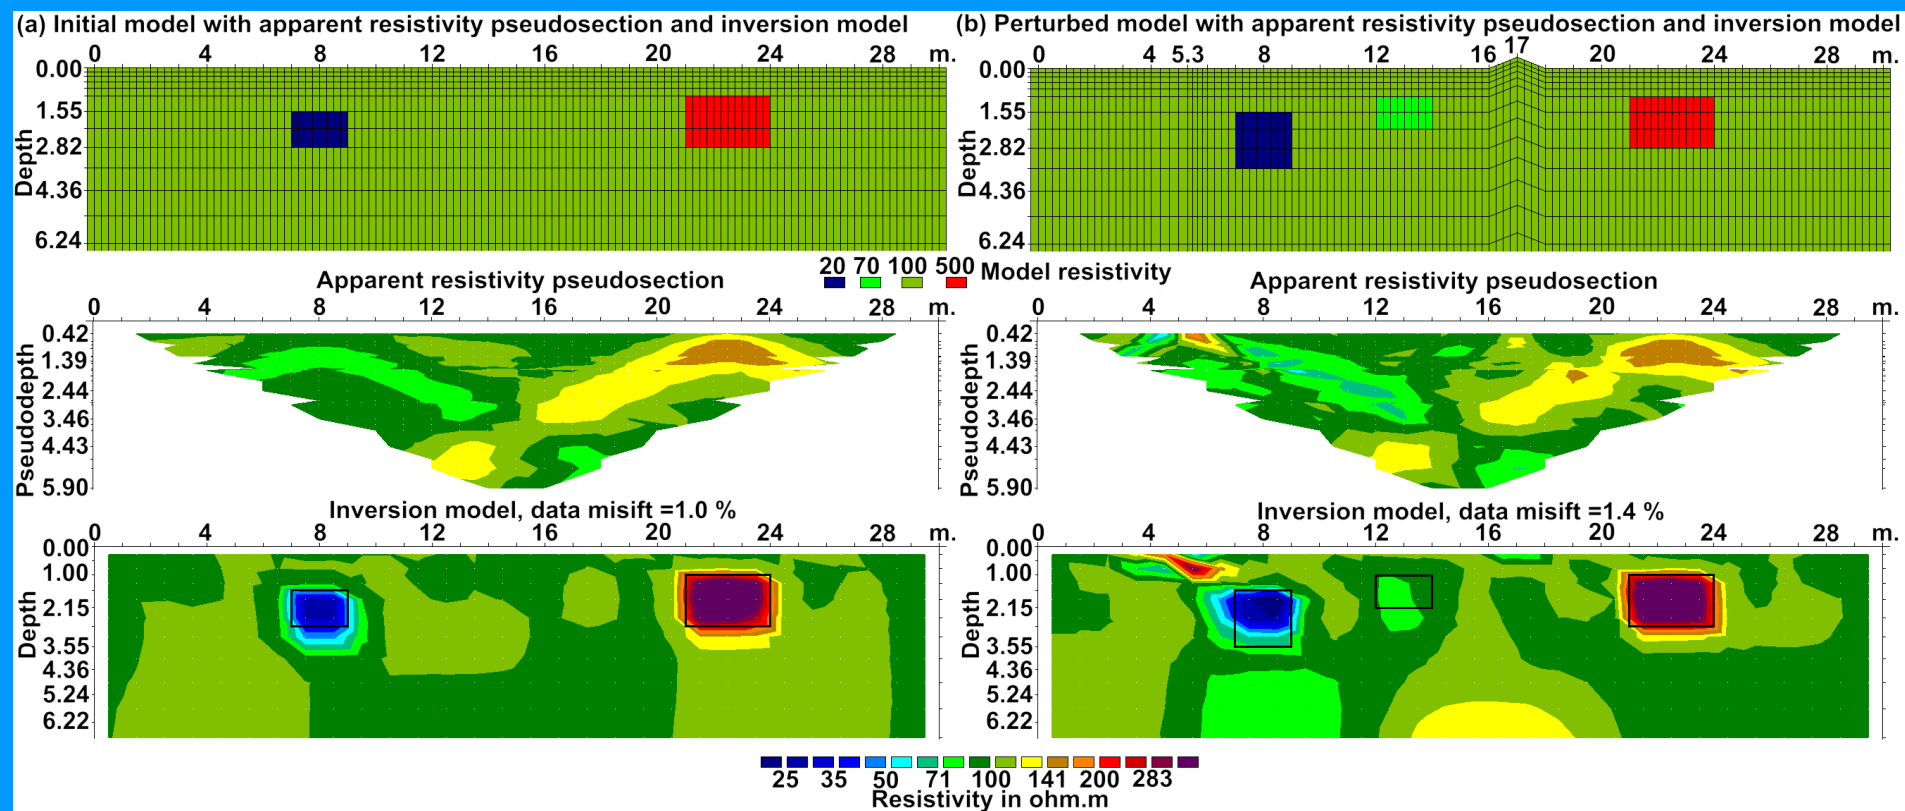 (a) Initial model with apparent resistivity pseudosection and inversion model
0 4 8 12 16 20 24 28 m.
0.00
1.55
2.82
4.36
6.24
Depth
(b) Perturbed model with apparent resistivity pseudosection and inversion model
0 4 5.3 8 12 16 17 20 24 28 m.
0.00
1.55
2.82
4.36
6.24
Depth
20 70 100 500 Model resistivity
Apparent resistivity pseudosection
0 4 8 12 16 20 24 28 m.
0.42
1.39
2.44
3.46
4.43
5.90
Pseudodepth
Apparent resistivity pseudosection
0 4 8 12 16 20 24 28 m.
0.42
1.39
2.44
3.46
4.43
5.90
Pseudodepth
Inversion model, data misift =1.0 %
0 4 8 12 16 20 24 28 m.
0.00
1.00
2.15
3.55
4.36
5.24
6.22
Depth
Inversion model, data misift =1.4 %
0 4 8 12 16 20 24 28 m.
0.00
1.00
2.15
3.55
4.36
5.24
6.22
Depth
25 35 50 71 100 141 200 283
Resistivity in ohm.m